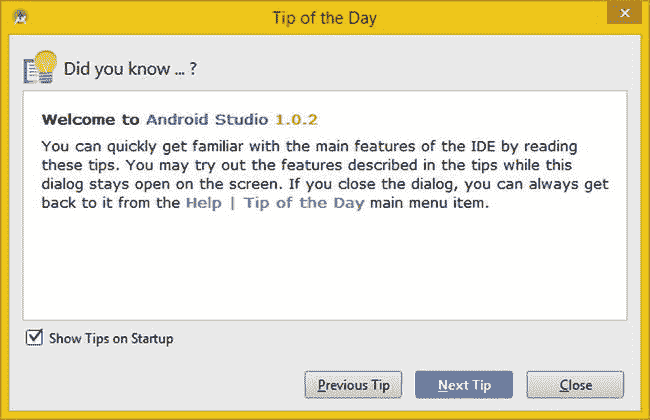 Tip of the Day
Did you know ... ?
Welcome to Android Studio 1.0.2
You can quickly get familiar with the main features of the IDE by reading
these tips. You may try out the features described in the tips while this
dialog stays open on the screen. If you close the dialog, you can always get
back to it from the Help | Tip of the Day main menu item.
Show Tips on Startup
Previous Tip
Next Tip
Close